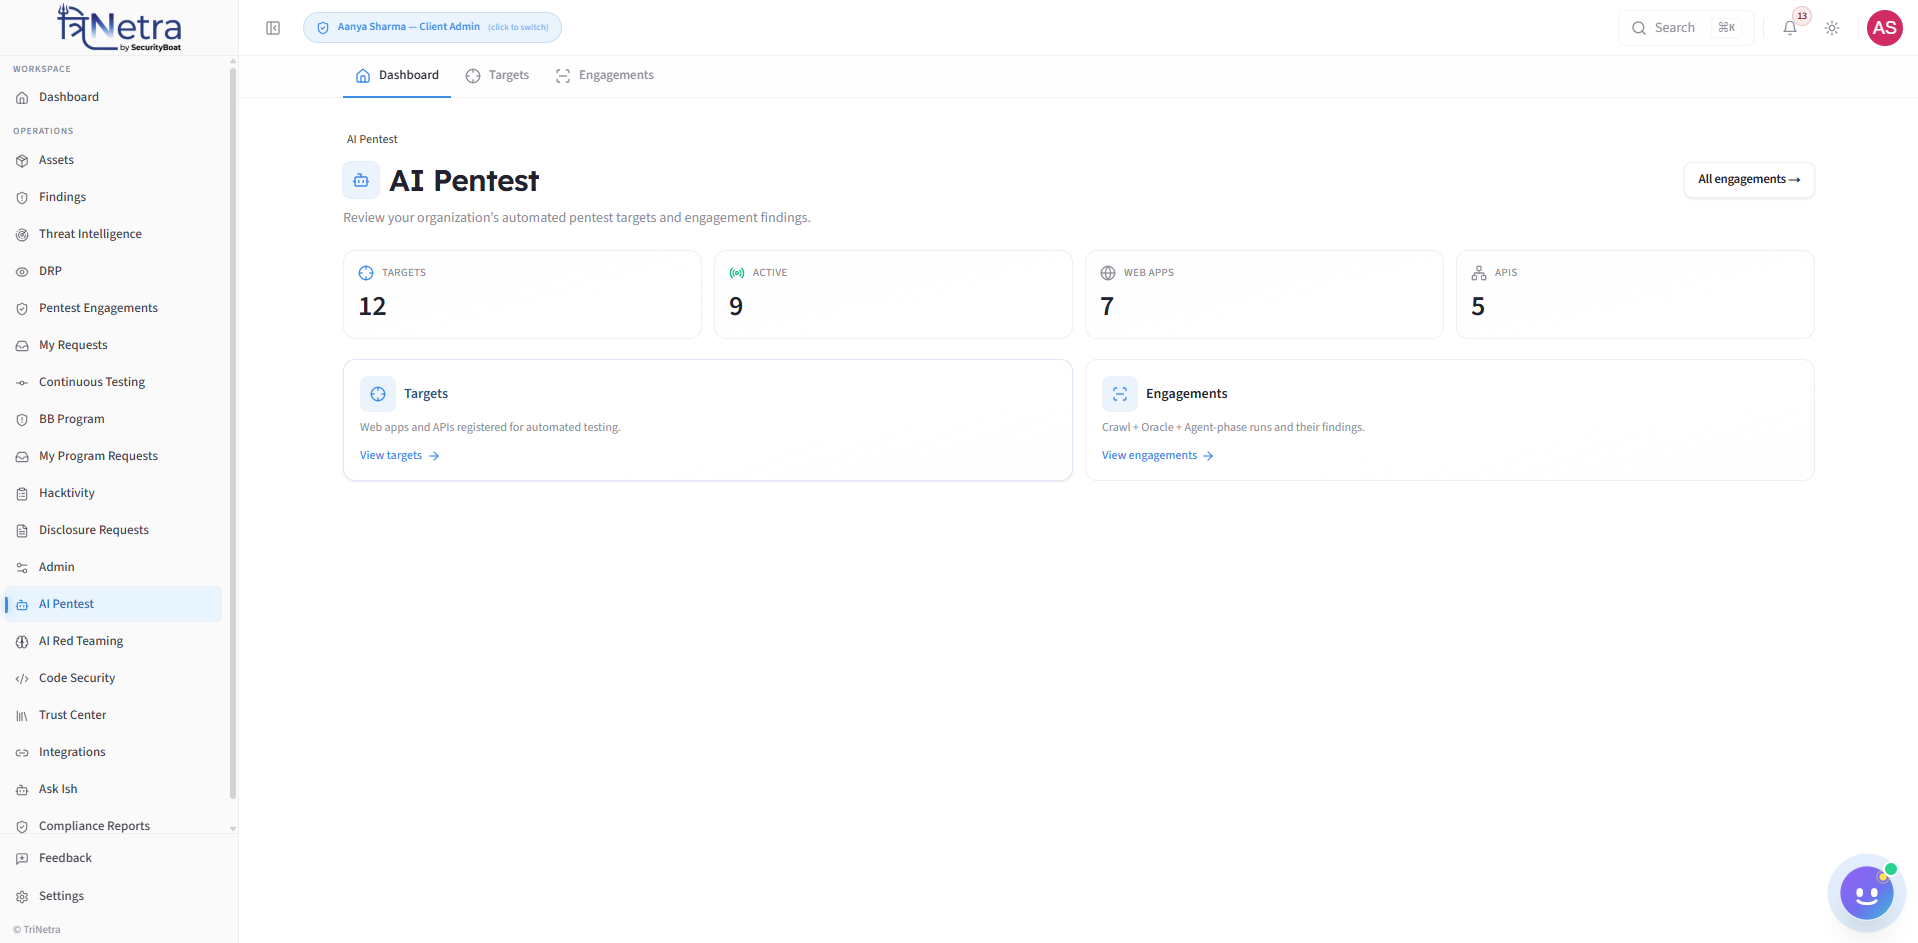 त्रिNetra
by SecurityBoat
WORKSPACE
Dashboard
OPERATIONS
Assets
Findings
Threat Intelligence
DRP
Pentest Engagements
My Requests
Continuous Testing
BB Program
My Program Requests
Hacktivity
Disclosure Requests
Admin
AI Pentest
AI Red Teaming
Code Security
Trust Center
Integrations
Ask Ish
Compliance Reports
Feedback
Settings
© TriNetra
Aanya Sharma — Client Admin (click to switch)
Search ⌘K
13
AS
Dashboard Targets Engagements
AI Pentest
AI Pentest
All engagements →
Review your organization's automated pentest targets and engagement findings.
TARGETS
12
ACTIVE
9
WEB APPS
7
APIS
5
Targets
Web apps and APIs registered for automated testing.
View targets →
Engagements
Crawl + Oracle + Agent-phase runs and their findings.
View engagements →